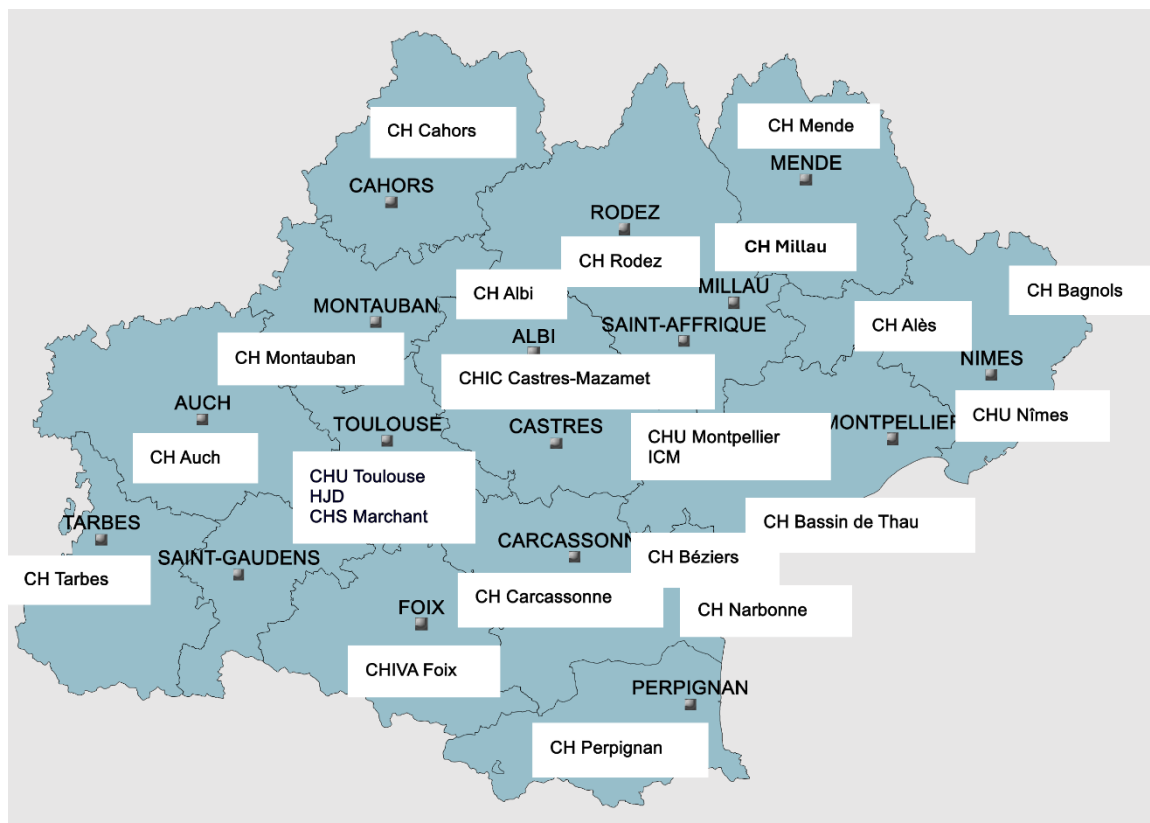 CH Cahors
CH Mende
MENDE
CAHORS
RODEZ
CH Millau
CH Rodez
CH Albi
MILLAU
CH Bagnols
MONTAUBAN
SAINT-AFRIQUE
CH Alès
ALBI
CH Montauban
NIMES
CHIC Castres-Mazamet
AUCH
CHU Nîmes
TOULOUSE
CASTRES
MONTPELLIER
CHU Montpellier
ICM
CH Auch
CHU Toulouse
HJD
CHS Marchant
TARBES
CH Bassin de Thau
SAINT-GAUDENS
CARCASSONN
CH Béziers
CH Tarbes
CH Carcassonne
FOIX
CH Narbonne
CHIVA Foix
PERPIGNAN
CH Perpignan